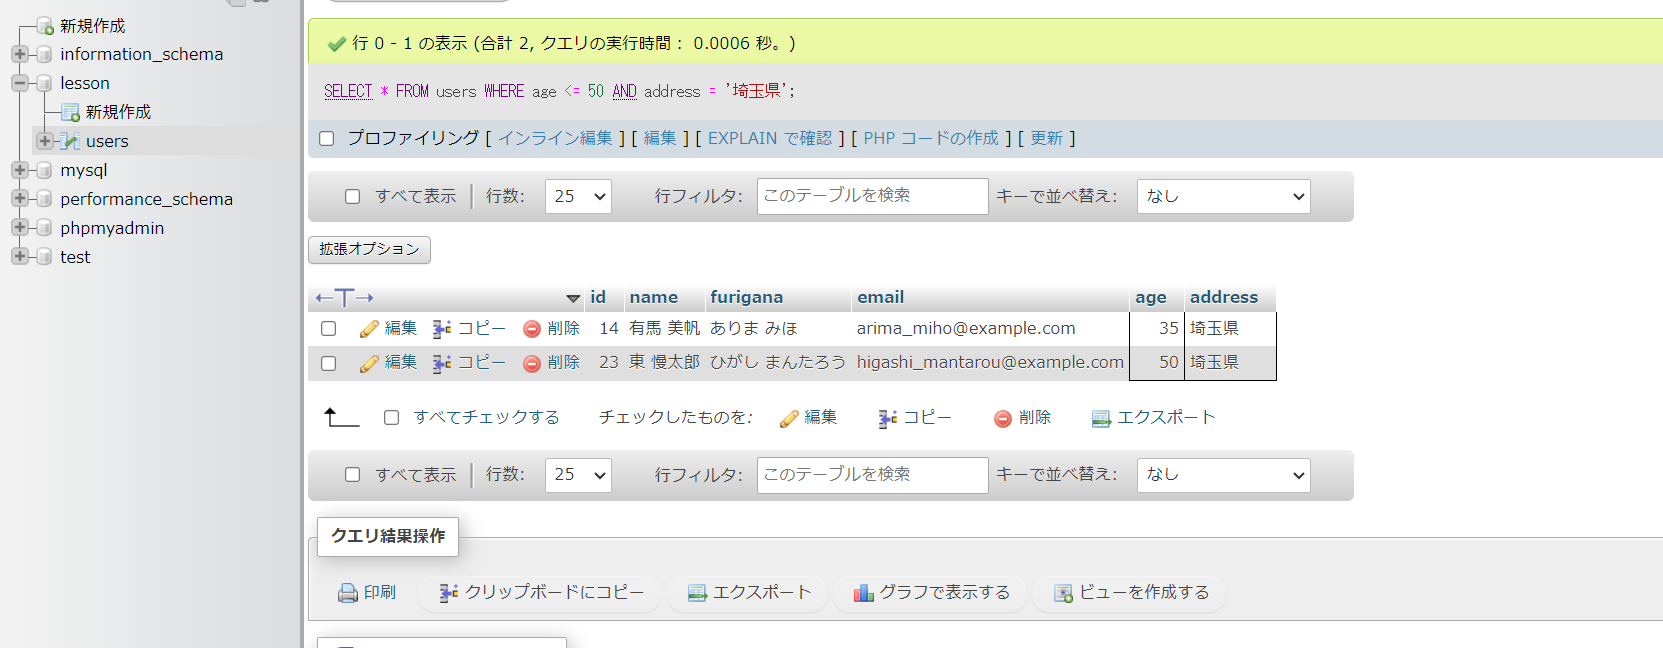 新規作成
information_schema
lesson
新規作成
users
mysql
performance_schema
phpmyadmin
test
行 0 - 1 の表示 (合計 2, クエリの実行時間： 0.0006 秒。)
SELECT * FROM users WHERE age <= 50 AND address = '埼玉県';
プロファイリング [ インライン編集 ] [ 編集 ] [ EXPLAIN で確認 ] [ PHP コードの作成 ] [ 更新 ]
すべて表示 行数: 25 行フィルタ: このテーブルを検索 キーで並べ替え: なし
拡張オプション
←T→ id name furigana email age address
編集 コピー 削除 14 有馬 美帆 ありま みほ arima_miho@example.com 35 埼玉県
編集 コピー 削除 23 東 慢太郎 ひがし まんたろう higashi_mantarou@example.com 50 埼玉県
すべてチェックする チェックしたものを: 編集 コピー 削除 エクスポート
すべて表示 行数: 25 行フィルタ: このテーブルを検索 キーで並べ替え: なし
クエリ結果操作
印刷 クリップボードにコピー エクスポート グラフで表示する ビューを作成する